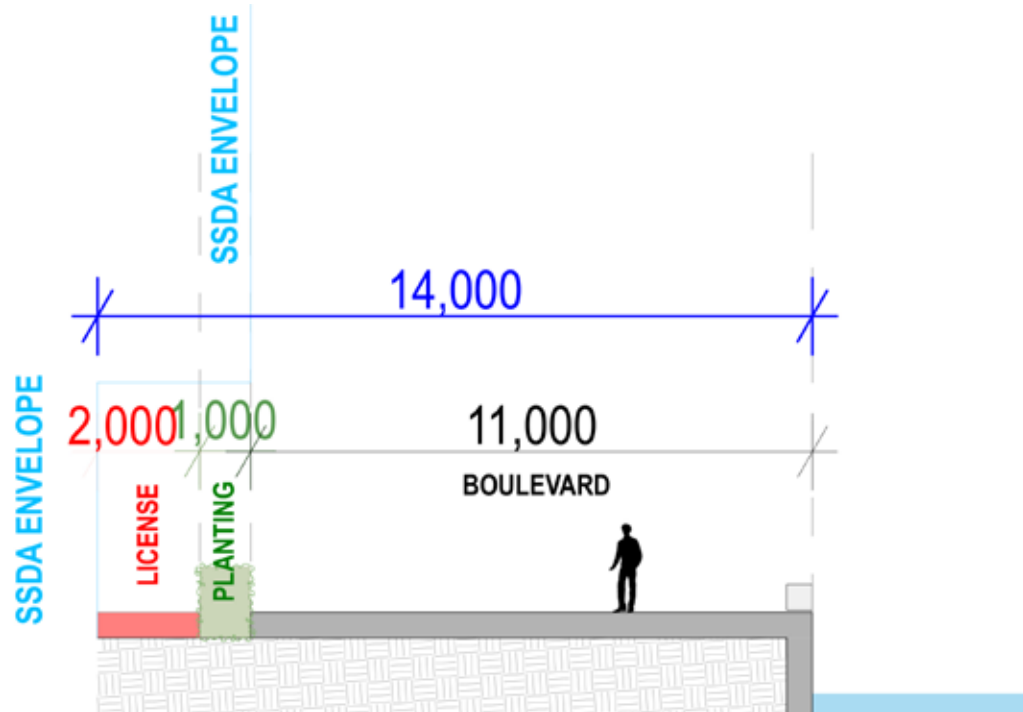 SSDA ENVELOPE
14,000
SSDA ENVELOPE
2,000
1,000
11,000
LICENSE
PLANTING
BOULEVARD